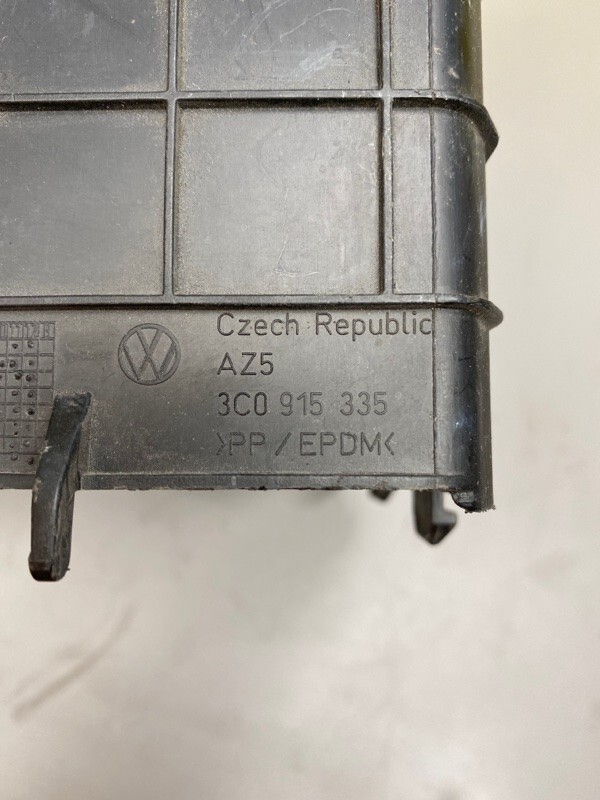 Czech Republic
AZ5
3C0 915 335
>PP/EPDM<